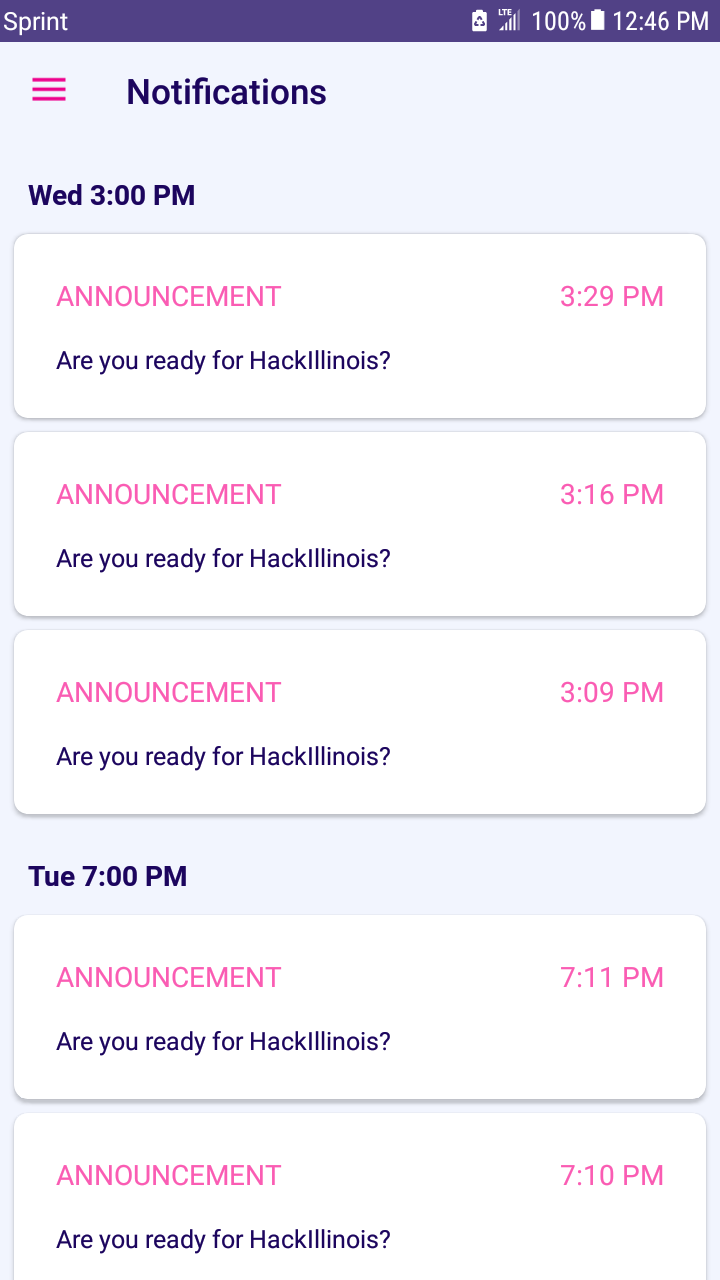 Sprint LTE 100% 12:46 PM
Notifications
Wed 3:00 PM
ANNOUNCEMENT 3:29 PM
Are you ready for HackIllinois?
ANNOUNCEMENT 3:16 PM
Are you ready for HackIllinois?
ANNOUNCEMENT 3:09 PM
Are you ready for HackIllinois?
Tue 7:00 PM
ANNOUNCEMENT 7:11 PM
Are you ready for HackIllinois?
ANNOUNCEMENT 7:10 PM
Are you ready for HackIllinois?